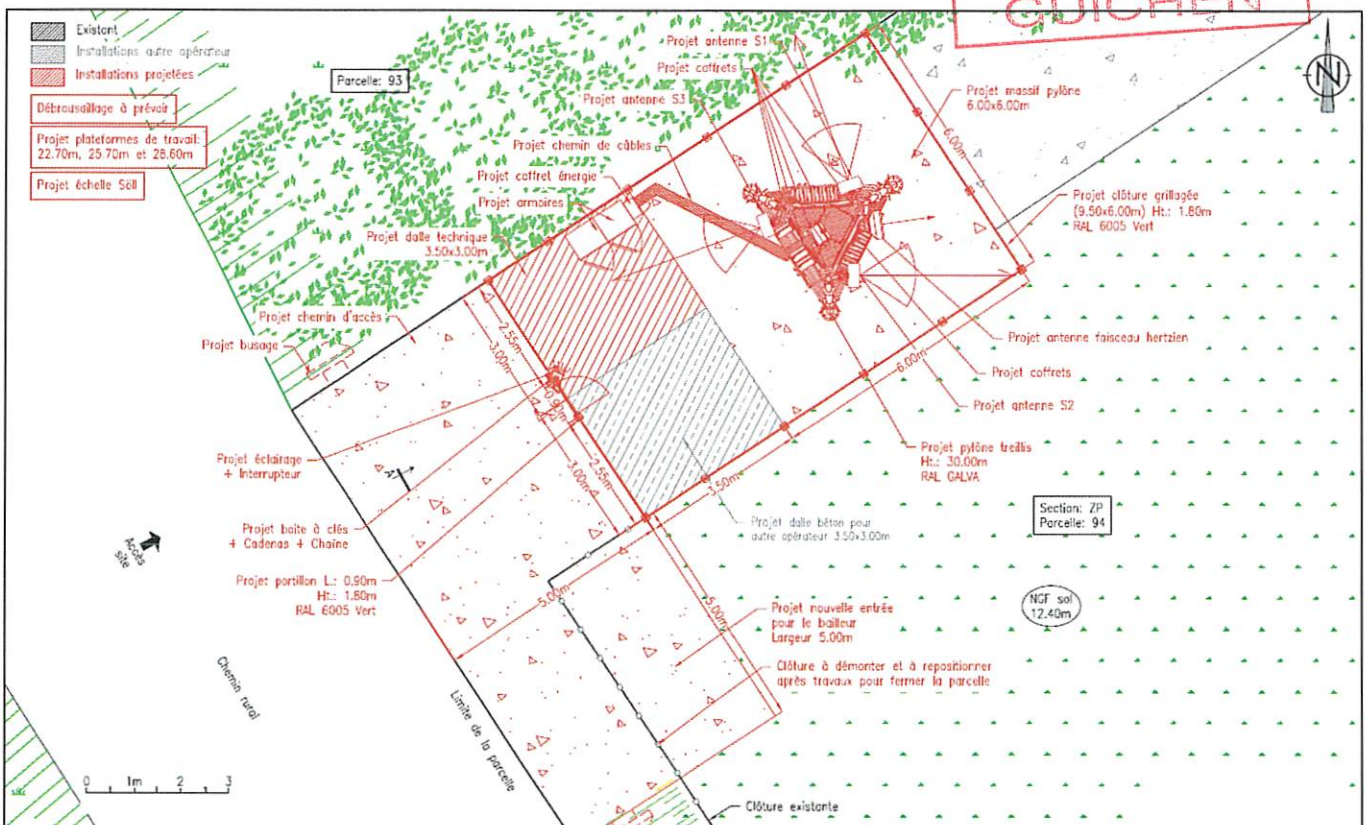 GUICHEN
Existant
Installations autre opérateur
Installations projetées
Débrousaillage à prévoir
Projet plateformes de travail:
22.70m, 25.70m et 28.60m
Projet échelle Söll
Parcelle: 93
Projet antenne S1
Projet coffrets
Projet antenne S3
Projet chemin de câbles
Projet coffret énergie
Projet armoires
Projet dalle technique
3.50x3.00m
Projet chemin d'accès
Projet busage
Projet massif pylône
6.00x6.00m
6.00m
Projet clôture grillagée
(9.50x6.00m) Ht.: 1.80m
RAL 6005 Vert
N
2.55m
3.00m
0.90m
2.55m
3.00m
6.00m
3.50m
Projet antenne faisceau hertzien
Projet coffrets
Projet antenne S2
Projet pylône treillis
Ht.: 30.00m
RAL GALVA
Projet éclairage
+ Interrupteur
A1
Projet boite à clés
+ Cadenas + Chaine
Projet portillon L.: 0.90m
Ht.: 1.80m
RAL 6005 Vert
Projet dalle béton pour
autre opérateur 3.50x3.00m
Section: ZP
Parcelle: 94
NGF sol
12.40m
Accès
site
5.00m
5.00m
Projet nouvelle entrée
pour le bailleur
Largeur 5.00m
Clôture à démonter et à repositionner
après travaux pour fermer la parcelle
Chemin rural
Limite de la parcelle
0 1m 2 3
Clôture existante